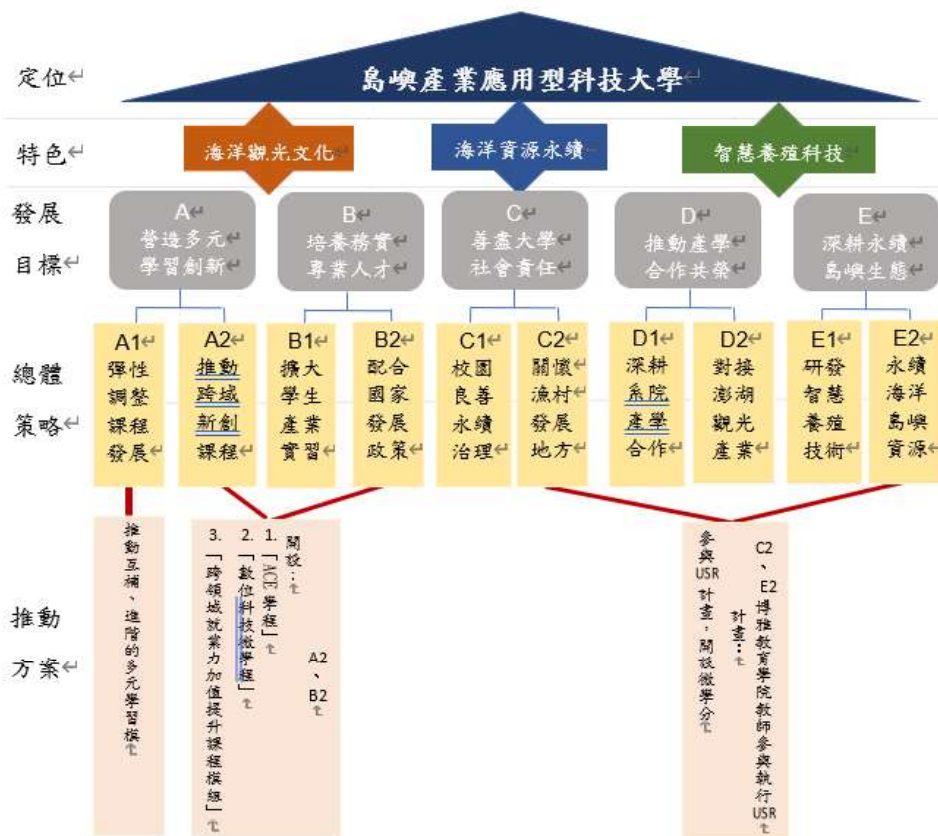 定位
島嶼產業應用型科技大學
特色
海洋觀光文化
海洋資源永續
智慧養殖科技
發展
目標
A
營造多元
學習創新
B
培養務實
專業人才
C
善盡大學
社會責任
D
推動產學
合作共榮
E
深耕永續
島嶼生態
總體
策略
A1
彈性
調整
課程
發展
A2
推動
跨域
新創
課程
B1
擴大
學生
產業
實習
B2
配合
國家
發展
政策
C1
校園
良善
永續
治理
C2
關懷
漁村
發展
地方
D1
深耕
系院
產學
合作
D2
對接
澎湖
觀光
產業
E1
研發
智慧
養殖
技術
E2
永續
海洋
島嶼
資源
推動
方案
推動互補、進階的多元學習模
A2、B2
開設：
1.「ACE 學程」
2.「數位科技微學程」
3.「跨領域就業力加值提升課程模組」
C2、E2 博雅教育學院教師參與執行 USR
計畫：
參與 USR 計畫，開設微學分